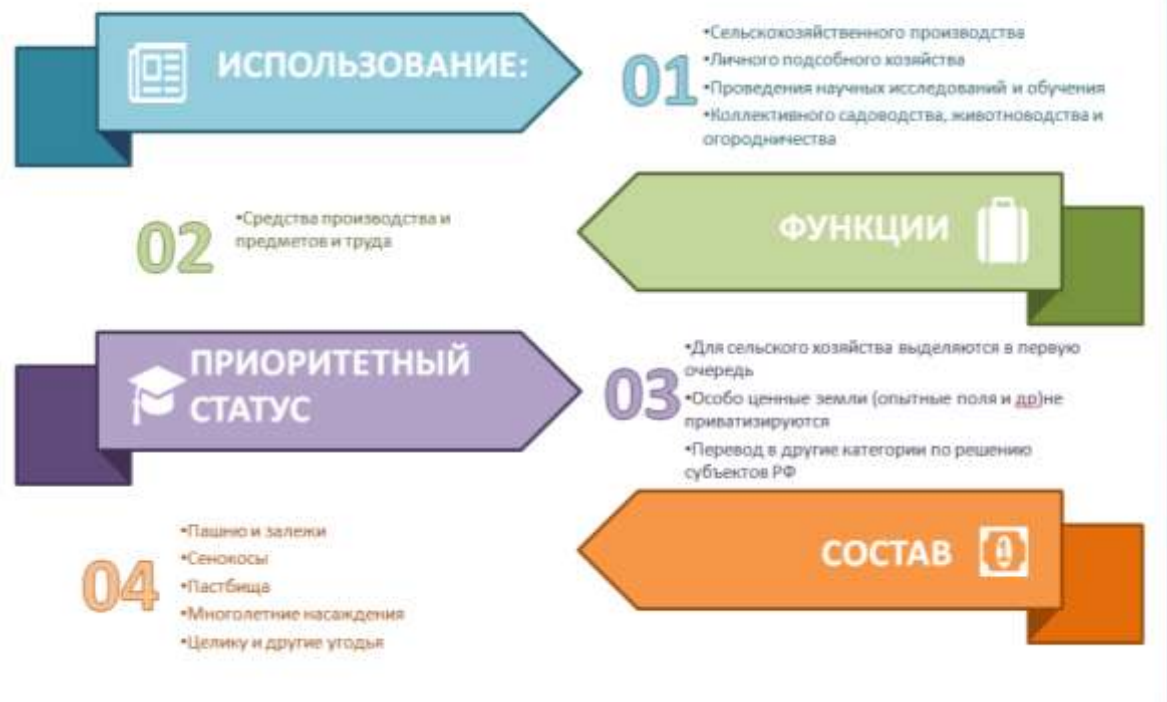 ИСПОЛЬЗОВАНИЕ:
01
•Сельскохозяйственного производства
•Личного подсобного хозяйства
•Проведения научных исследований и обучения
•Коллективного садоводства, животноводства и
огородничества
ФУНКЦИИ
02
•Средства производства и
предметов и труда
ПРИОРИТЕТНЫЙ
СТАТУС
03
•Для сельского хозяйства выделяются в первую
очередь
•Особо ценные земли (опытные поля и др)не
приватизируются
•Перевод в другие категории по решению
субъектов РФ
СОСТАВ
04
•Пашню и залежи
•Сенокосы
•Пастбища
•Многолетние насаждения
•Целику и другие угодья